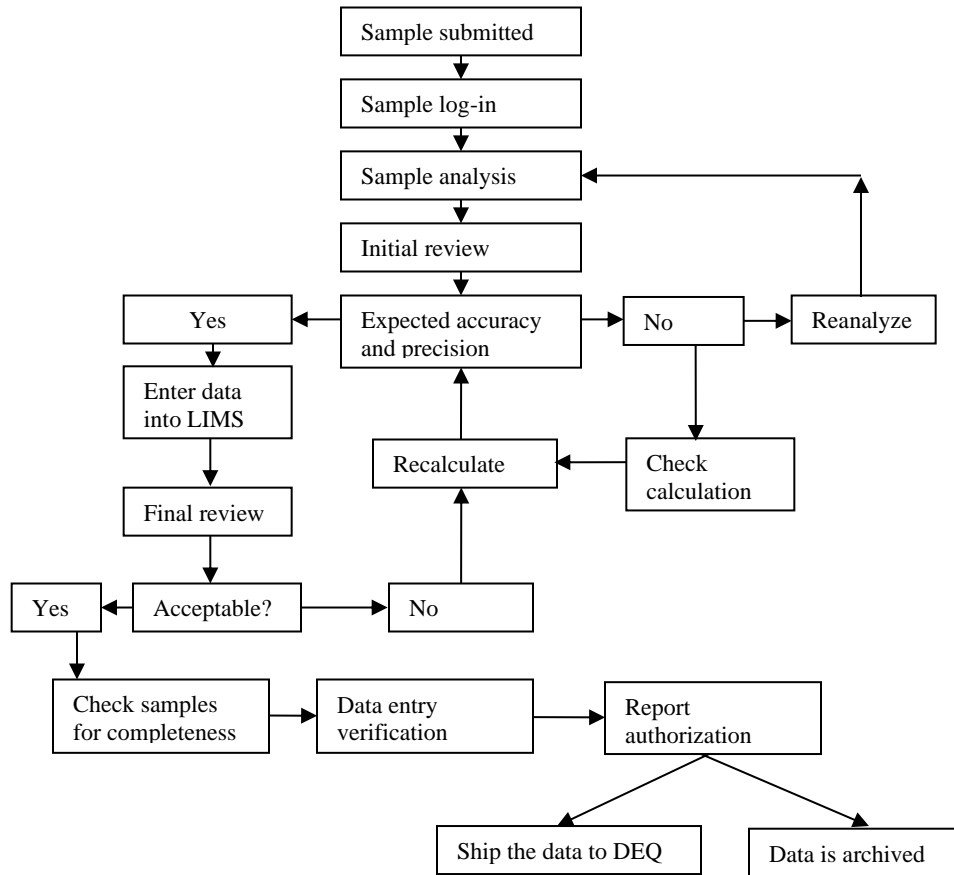 Sample submitted
Sample log-in
Sample analysis
Initial review
Yes
Expected accuracy
and precision
No
Reanalyze
Enter data
into LIMS
Recalculate
Check
calculation
Final review
Yes
Acceptable?
No
Check samples
for completeness
Data entry
verification
Report
authorization
Ship the data to DEQ
Data is archived